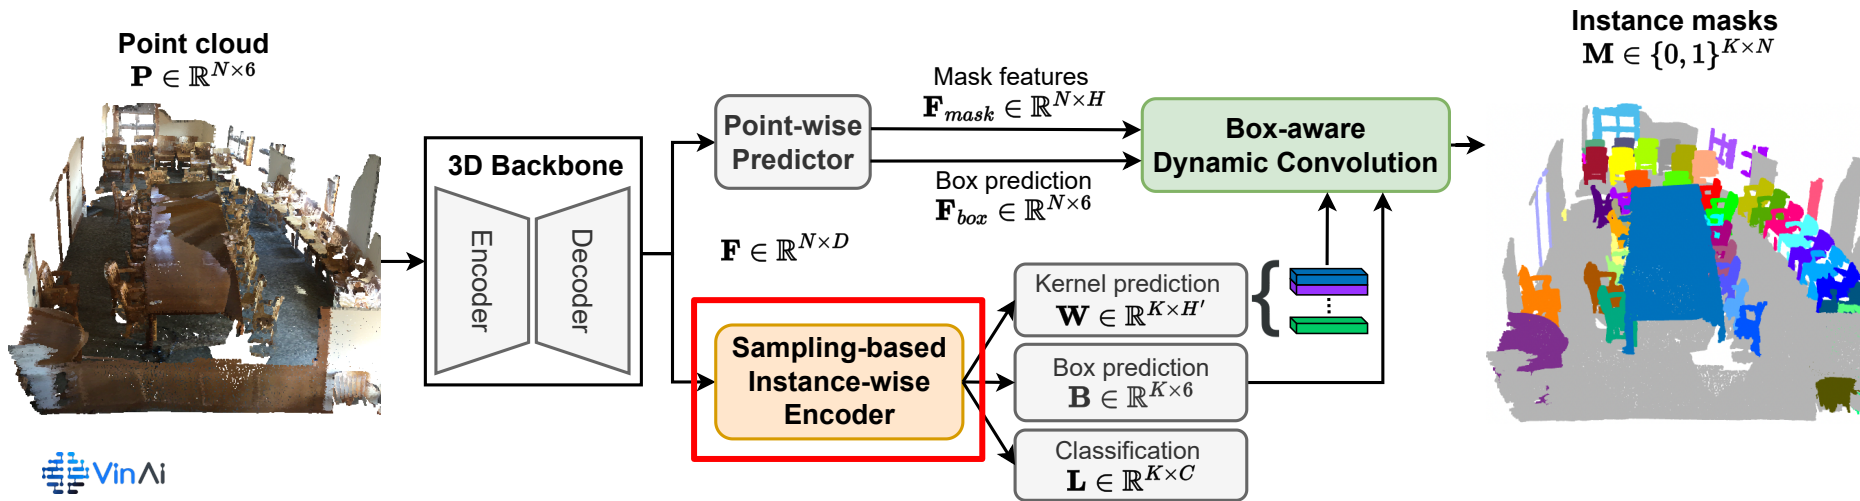 Point cloud
P ∈ ℝ^{N×6}
3D Backbone
Encoder
Decoder
F ∈ ℝ^{N×D}
Point-wise
Predictor
Mask features
F_{mask} ∈ ℝ^{N×H}
Box prediction
F_{box} ∈ ℝ^{N×6}
Box-aware
Dynamic Convolution
Sampling-based
Instance-wise
Encoder
Kernel prediction
W ∈ ℝ^{K×H′}
Box prediction
B ∈ ℝ^{K×6}
Classification
L ∈ ℝ^{K×C}
Instance masks
M ∈ {0, 1}^{K×N}
VinAi